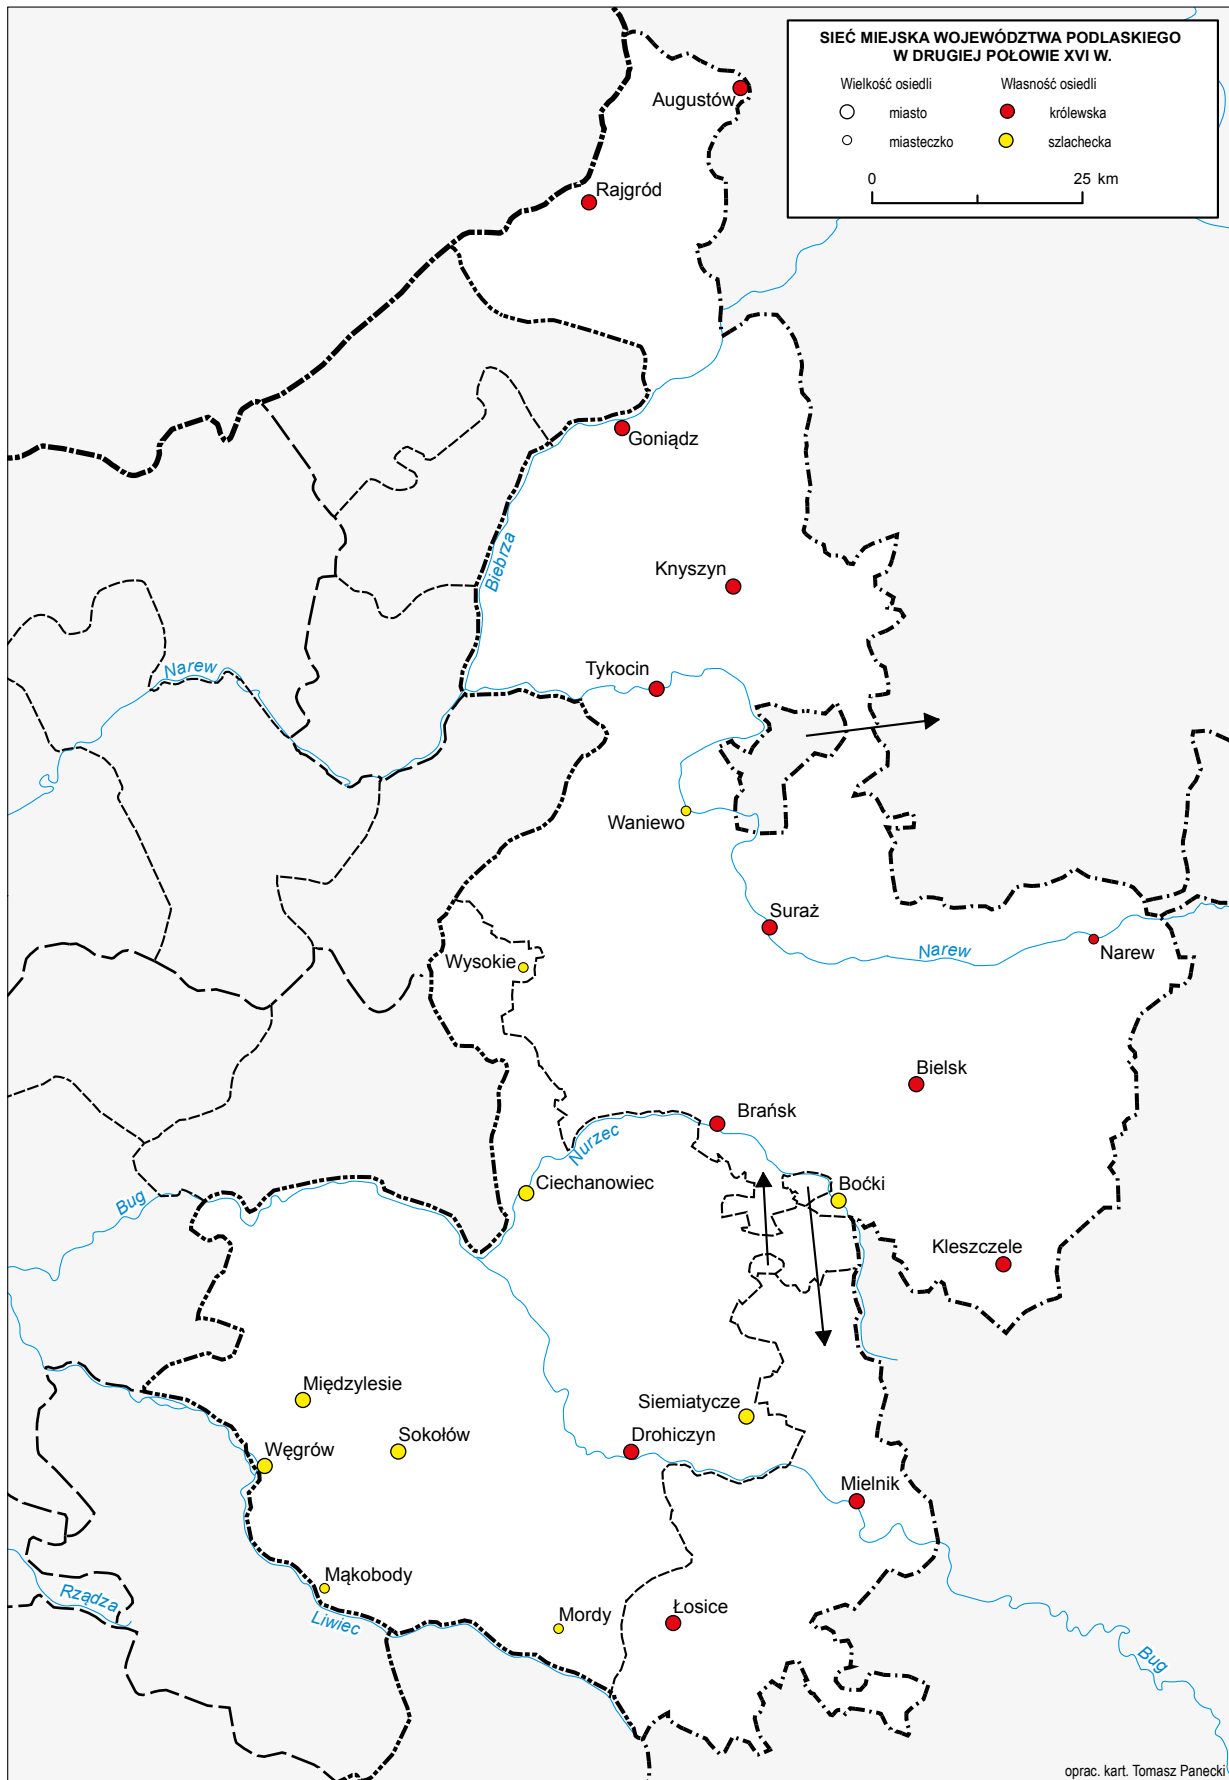 SIEĆ MIEJSKA WOJEWÓDZTWA PODLASKIEGO
W DRUGIEJ POŁOWIE XVI W.
Wielkość osiedli
Własność osiedli
miasto
królewska
miasteczko
szlachecka
0
25 km
Augustów
Rajgród
Goniądz
Biebrza
Knyszyn
Narew
Tykocin
Waniewo
Suraż
Narew
Narew
Wysokie
Bielsk
Brańsk
Nurzec
Ciechanowiec
Boćki
Bug
Kleszczele
Międzylesie
Siemiatycze
Sokołów
Drohiczyn
Węgrów
Mielnik
Mąkobody
Rządza
Liwiec
Mordy
Łosice
Bug
oprac. kart. Tomasz Panecki